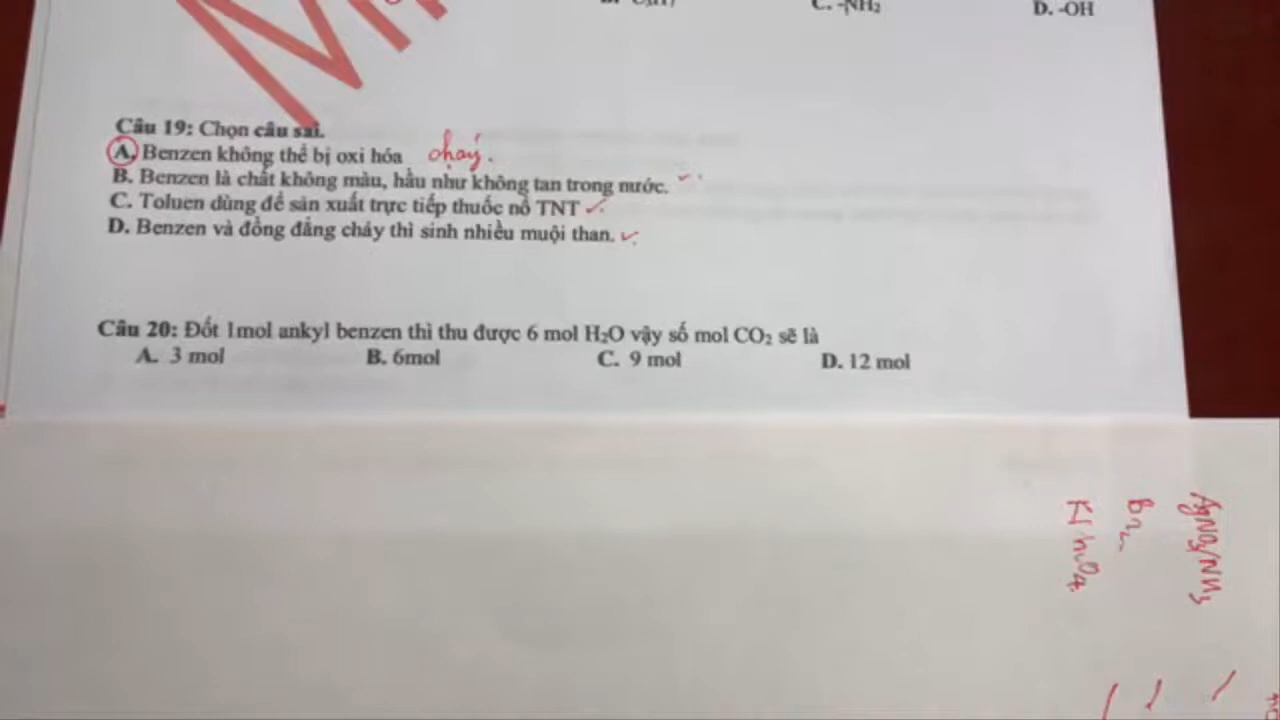 C. -NH₂ D. -OH
Câu 19: Chọn câu sai.
A. Benzen không thể bị oxi hóa cháy.
B. Benzen là chất không màu, hầu như không tan trong nước.
C. Toluen dùng để sản xuất trực tiếp thuốc nổ TNT
D. Benzen và đồng đẳng cháy thì sinh nhiều muội than.
Câu 20: Đốt 1mol ankyl benzen thì thu được 6 mol H₂O vậy số mol CO₂ sẽ là
A. 3 mol B. 6mol C. 9 mol D. 12 mol
AgNO₃/NH₃
Br₂
KMnO₄